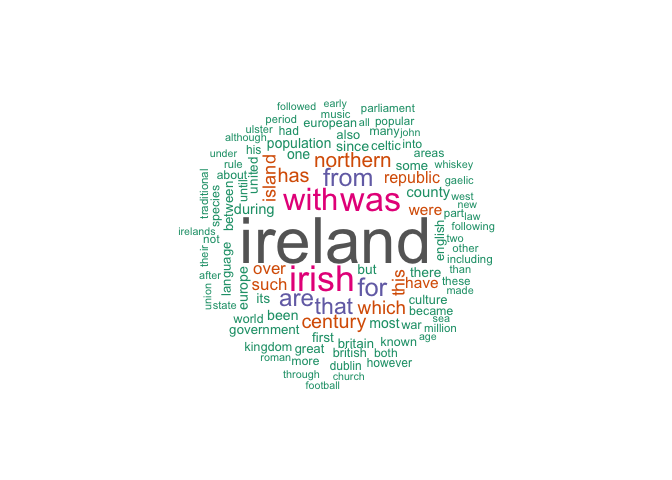 followed early parliament
music
period european all popular
ulster had also many john
although population since celtic into
his one northern some areas
under united island has from republic whiskey
rule until gaelic
about with was county west
traditional species between during were part new
law
ireland english following
irelands their not language two
other
over but there including
after europe such irish this have than
these
union state its are that for which culture made
world been century most became
government war million sea
first britain known age
kingdom great british both
roman more dublin however
through church
football